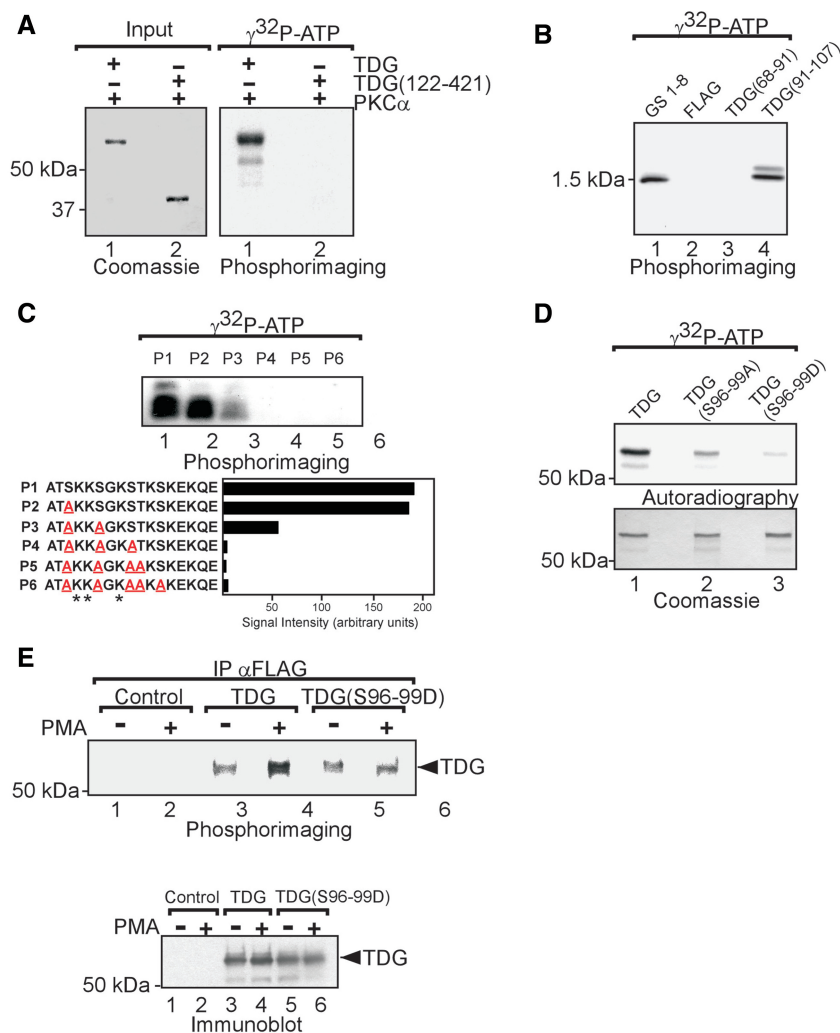 A
Input
γ32P-ATP
+ – + – TDG
– + – + TDG(122-421)
+ + + + PKCα
50 kDa-
37 -
1 2 1 2
Coomassie Phosphorimaging
B
γ32P-ATP
GS 1-8 FLAG TDG(68-91) TDG(91-107)
1.5 kDa-
1 2 3 4
Phosphorimaging
C
γ32P-ATP
P1 P2 P3 P4 P5 P6
1 2 3 4 5 6
Phosphorimaging
P1 ATSKKSGKSTKSKEKQE
P2 ATAKKSGKSTKSKEKQE
P3 ATAKKAGKSTKSKEKQE
P4 ATAKKAGKATKSKEKQE
P5 ATAKKAGKAAKSKEKQE
P6 ATAKKAGKAAKAKEKQE
** *
50 100 150 200
Signal Intensity (arbitrary units)
D
γ32P-ATP
TDG TDG (S96-99A) TDG (S96-99D)
50 kDa-
Autoradiography
50 kDa-
1 2 3
Coomassie
E
IP αFLAG
Control TDG TDG(S96-99D)
PMA - + - + - +
TDG
50 kDa-
1 2 3 4 5 6
Phosphorimaging
Control TDG TDG(S96-99D)
PMA - + - + - +
TDG
50 kDa -
1 2 3 4 5 6
Immunoblot